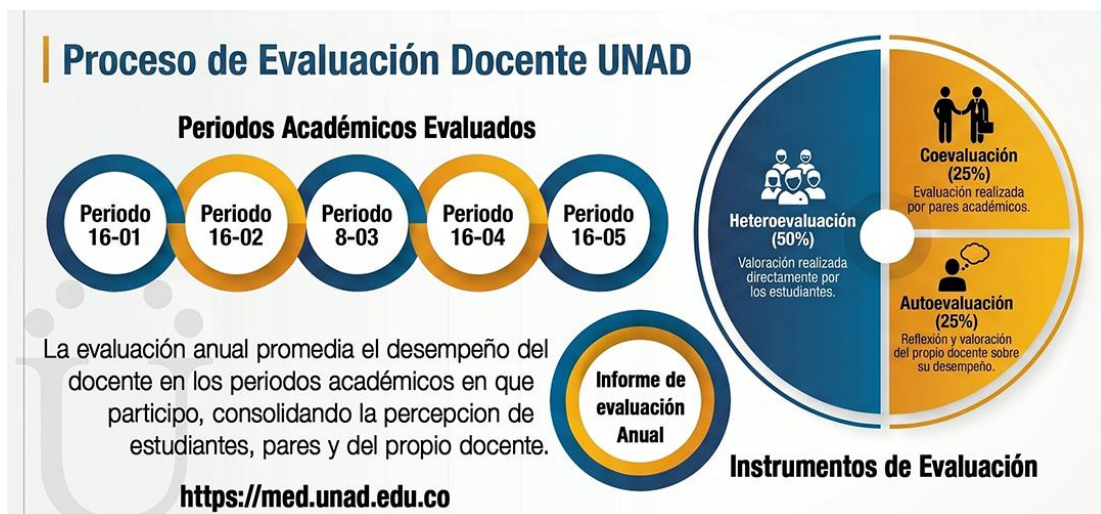 Proceso de Evaluación Docente UNAD
Periodos Académicos Evaluados
Periodo
16-01
Periodo
16-02
Periodo
8-03
Periodo
16-04
Periodo
16-05
La evaluación anual promedia el desempeño del
docente en los periodos académicos en que
participo, consolidando la percepcion de
estudiantes, pares y del propio docente.
https://med.unad.edu.co
Informe de
evaluación
Anual
Heteroevaluación
(50%)
Valoración realizada
directamente por
los estudiantes.
Coevaluación
(25%)
Evaluación realizada
por pares académicos.
Autoevaluación
(25%)
Reflexión y valoración
del propio docente sobre
su desempeño.
Instrumentos de Evaluación